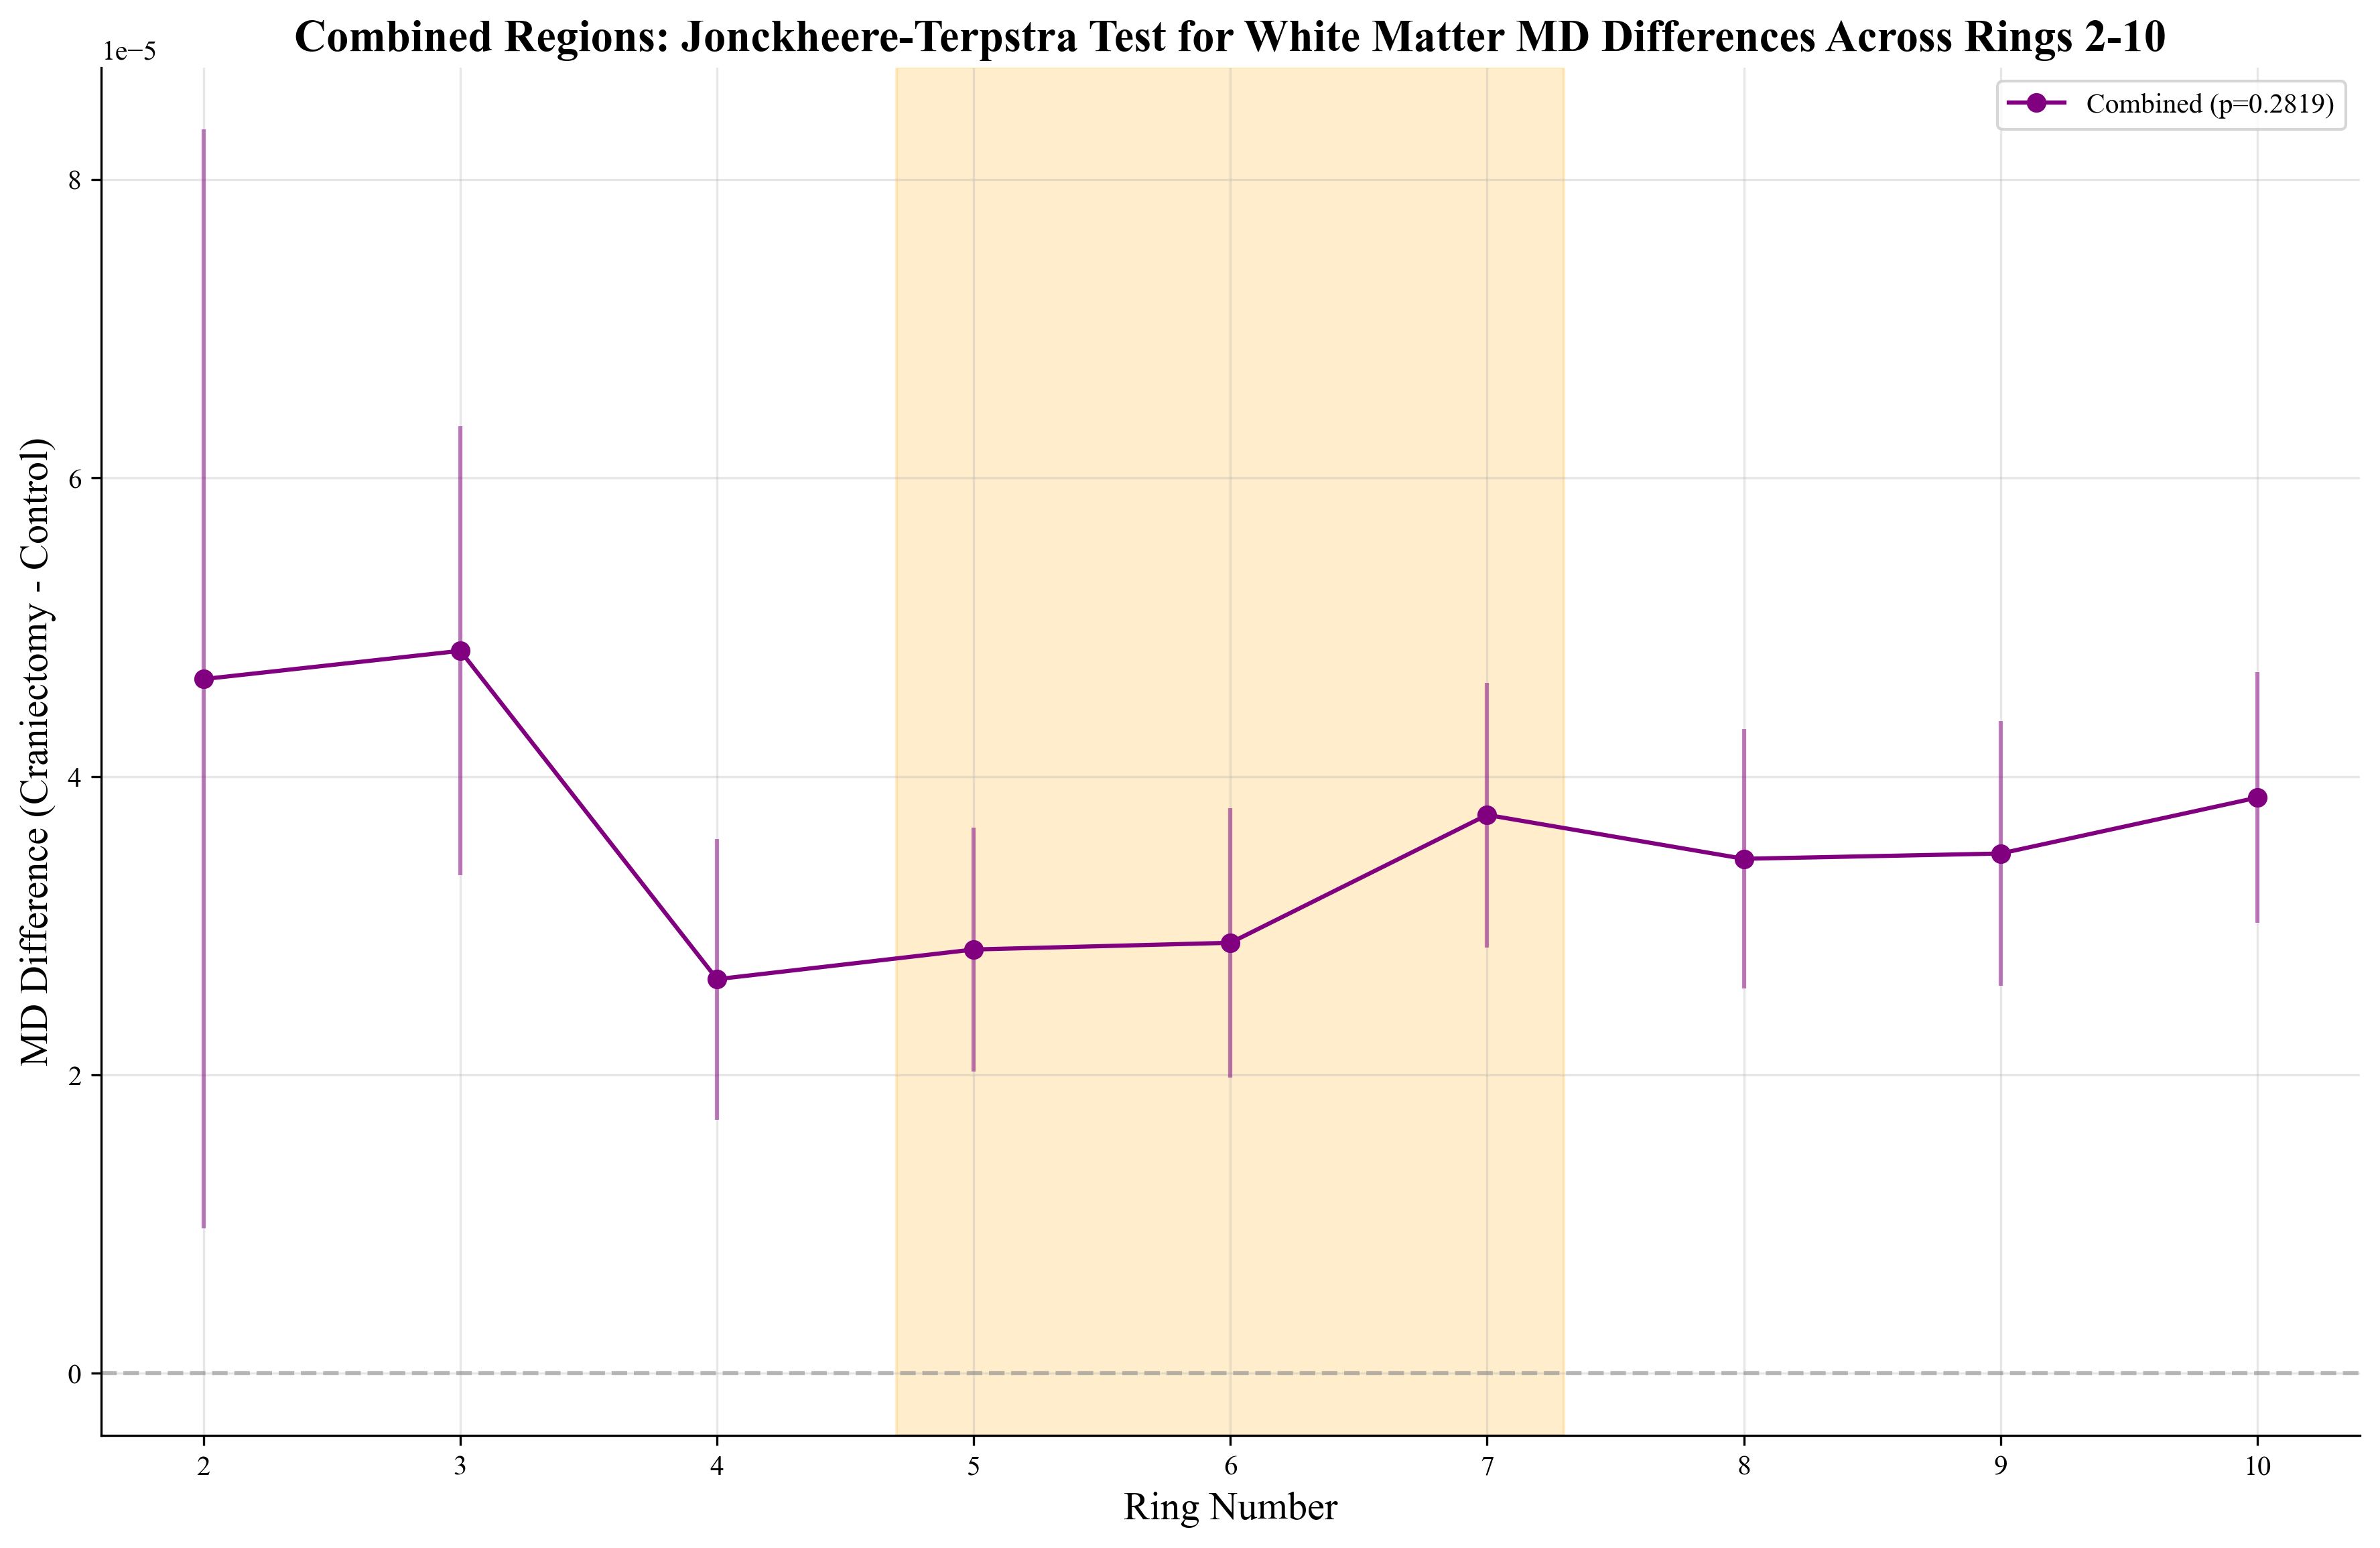 Combined Regions: Jonckheere-Terpstra Test for White Matter MD Differences Across Rings 2-10
1e−5
Combined (p=0.2819)
8
6
4
2
0
MD Difference (Craniectomy - Control)
2 3 4 5 6 7 8 9 10
Ring Number